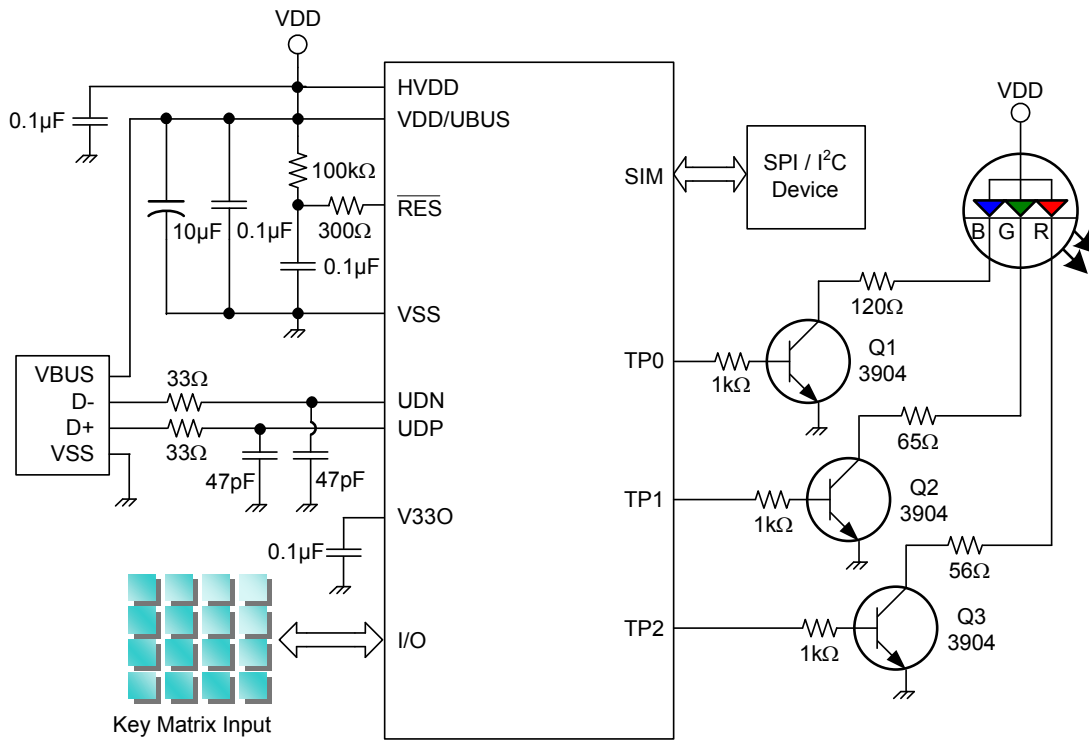 VDD
HVDD
0.1µF
VDD/UBUS
100kΩ
RES
300Ω
10µF
0.1µF
0.1µF
VSS
VBUS
D-
D+
VSS
33Ω
33Ω
UDN
UDP
47pF
47pF
V33O
0.1µF
I/O
Key Matrix Input
SIM
SPI / I²C
Device
VDD
B G R
120Ω
TP0
1kΩ
Q1
3904
65Ω
TP1
1kΩ
Q2
3904
56Ω
TP2
1kΩ
Q3
3904